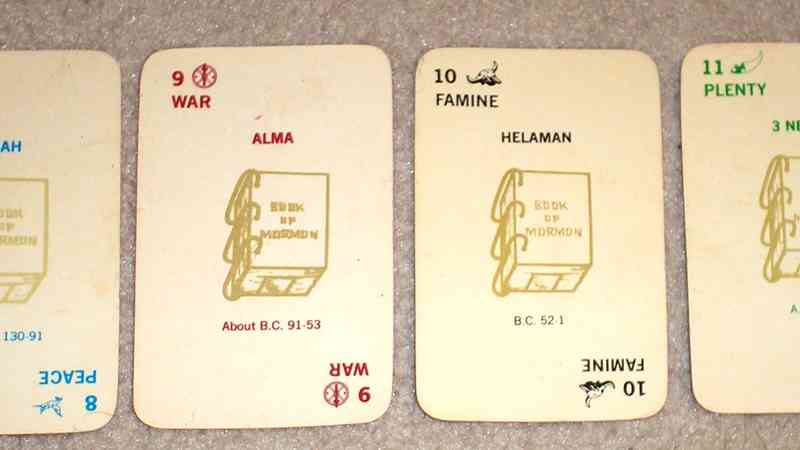 AH
BOOK
MORMON
130-91
PEACE
8
9
WAR
ALMA
BOOK
OF
MORMON
About B.C. 91-53
WAR
9
10
FAMINE
HELAMAN
BOOK
OF
MORMON
B.C. 52-1
FAMINE
10
11
PLENTY
3 NE
A.